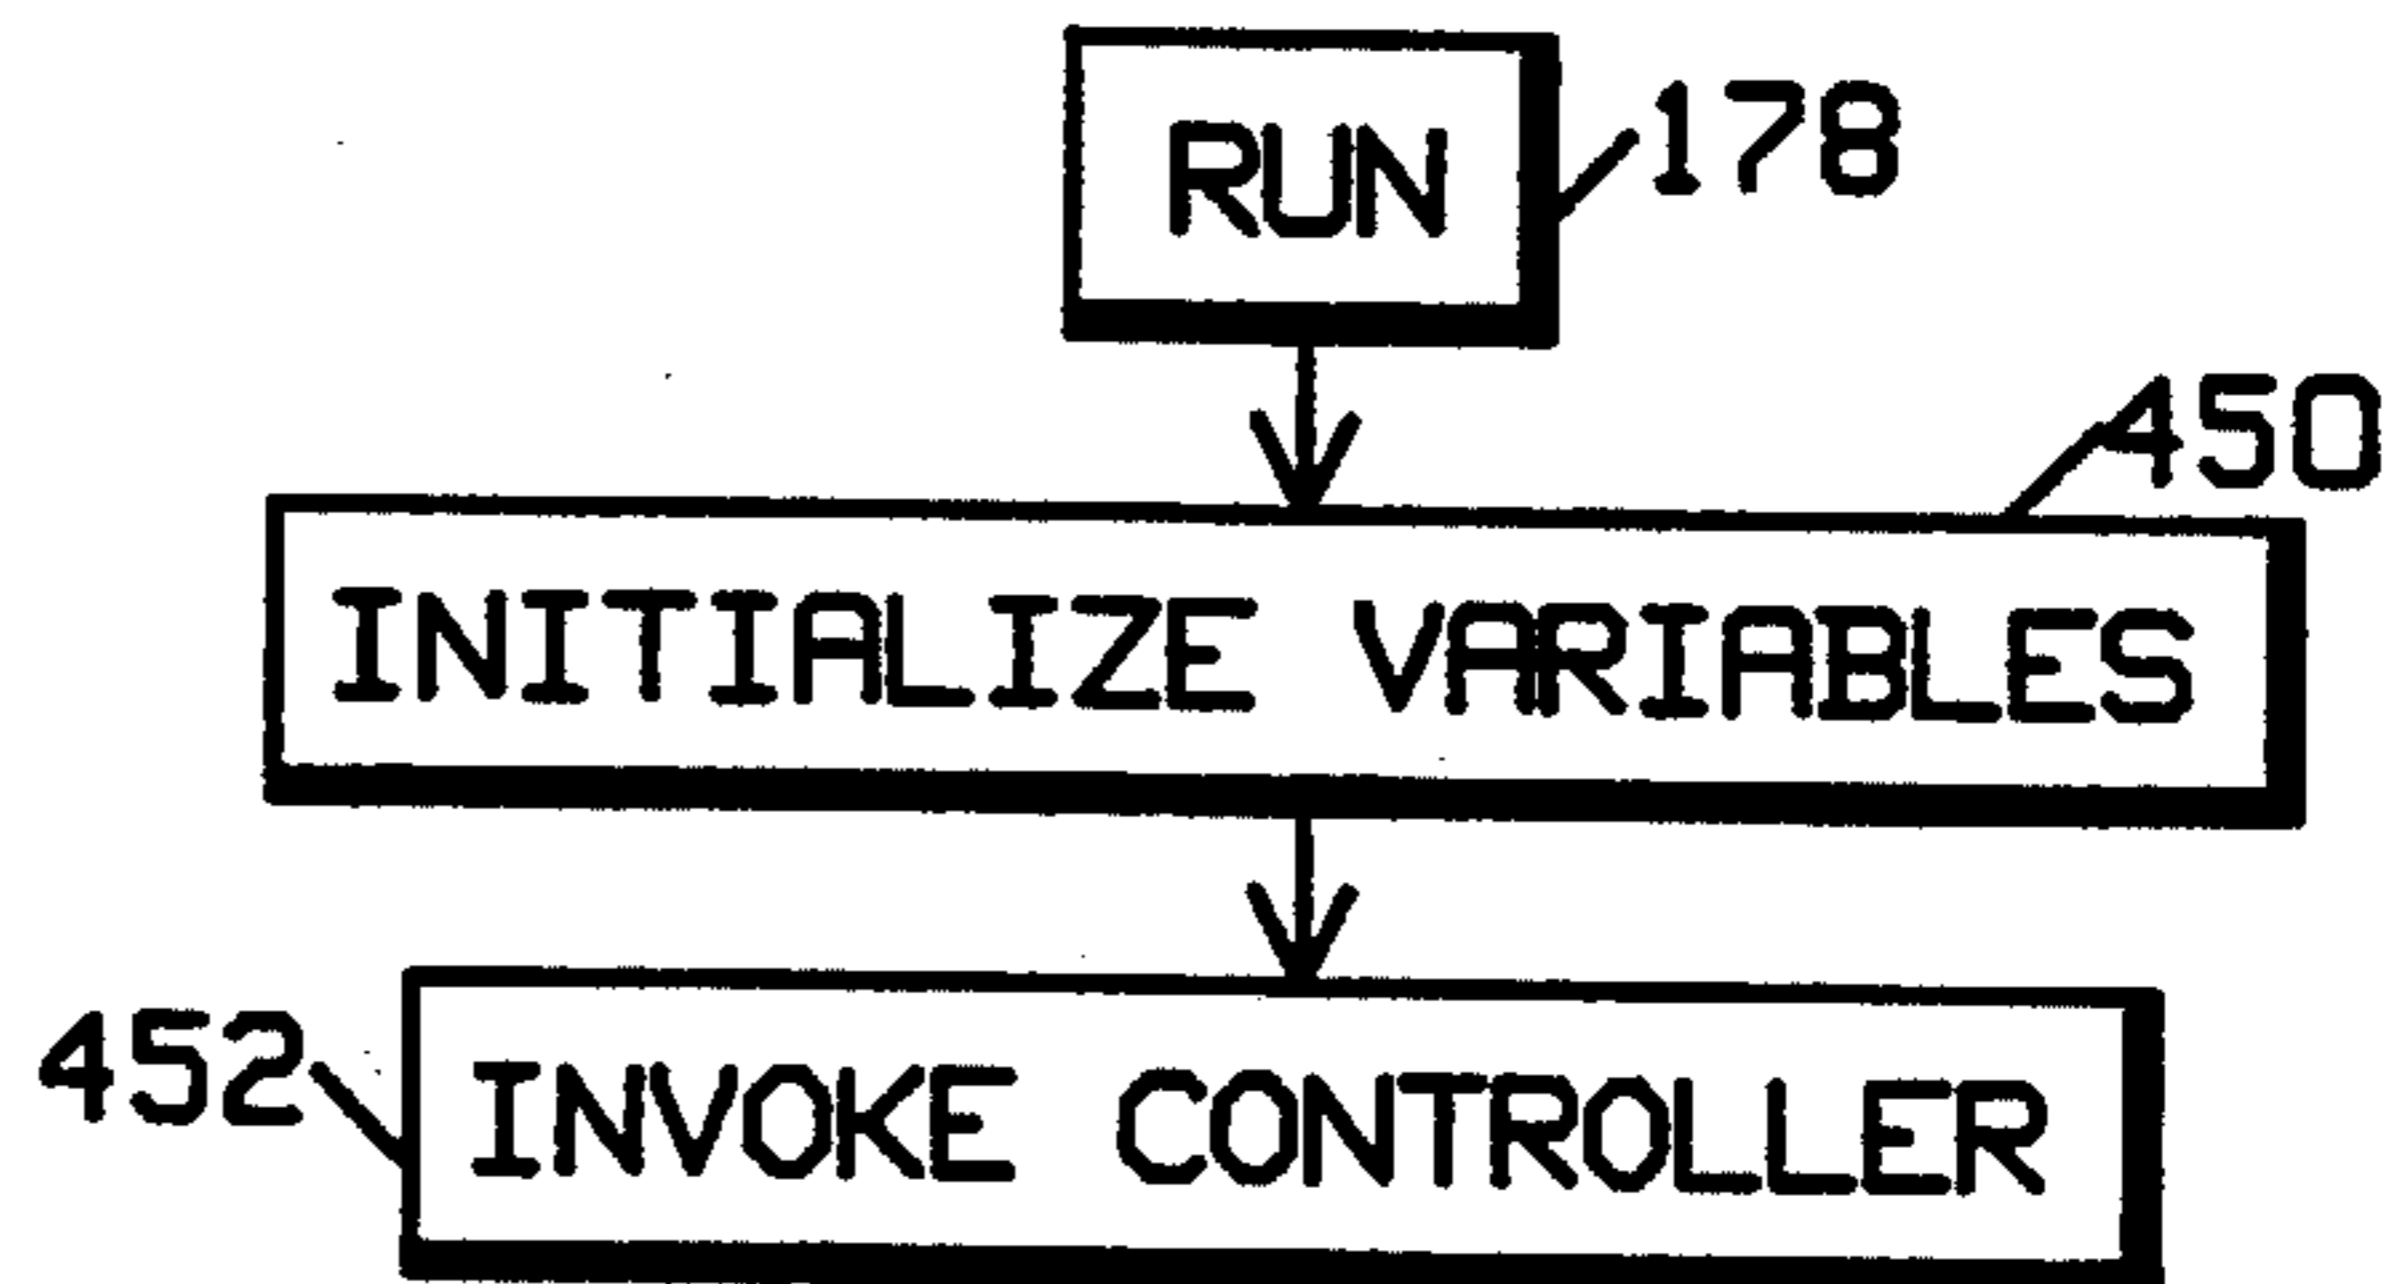 RUN
178
450
INITIALIZE VARIABLES
452
INVOKE CONTROLLER